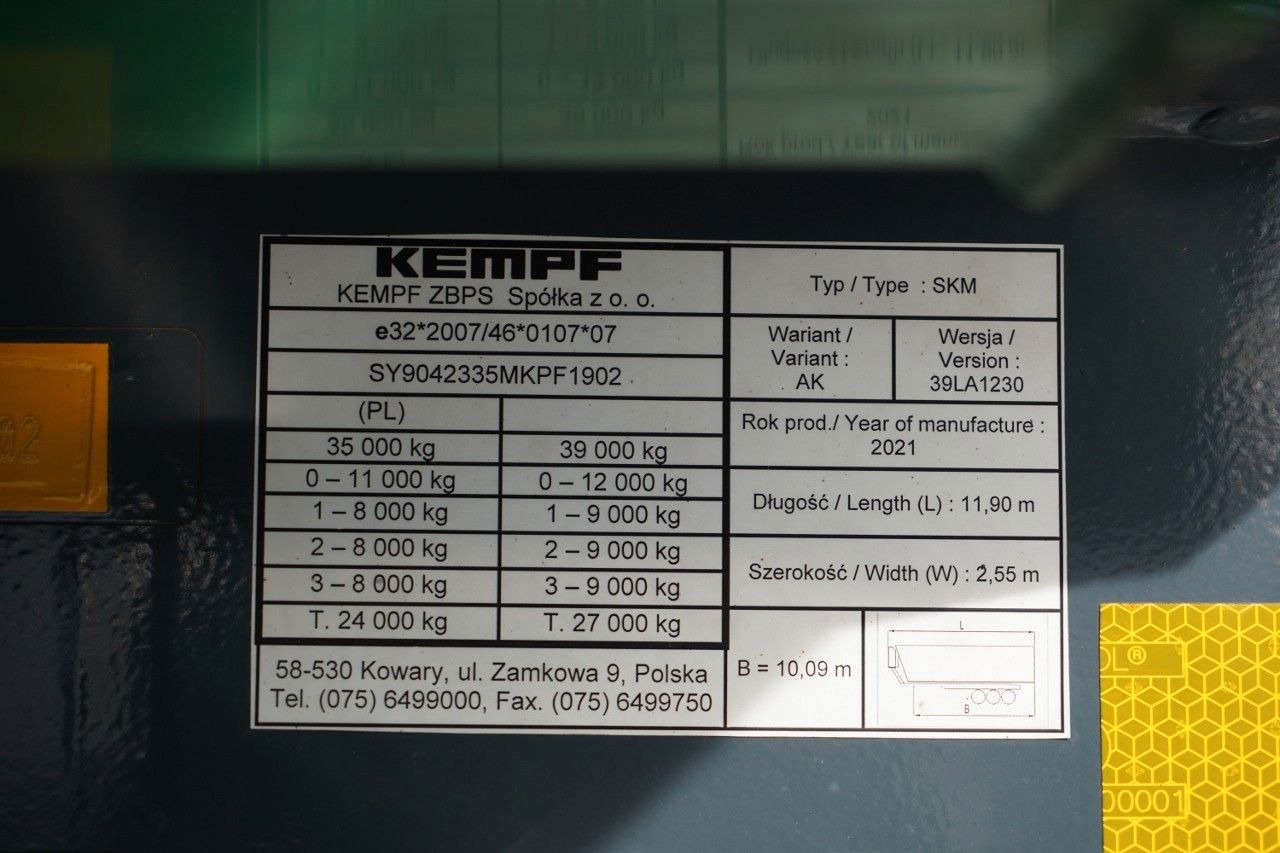 KEMPF
KEMPF ZBPS Spółka z o. o.
e32*2007/46*0107*07
SY9042335MKPF1902
(PL)
35 000 kg 39 000 kg
0 – 11 000 kg 0 – 12 000 kg
1 – 8 000 kg 1 – 9 000 kg
2 – 8 000 kg 2 – 9 000 kg
3 – 8 000 kg 3 – 9 000 kg
T. 24 000 kg T. 27 000 kg
58-530 Kowary, ul. Zamkowa 9, Polska
Tel. (075) 6499000, Fax. (075) 6499750
Typ / Type : SKM
Wariant /
Variant :
AK
Wersja /
Version :
39LA1230
Rok prod./ Year of manufacture :
2021
Długość / Length (L) : 11,90 m
Szerokość / Width (W) : 2,55 m
B = 10,09 m
L
B
00001